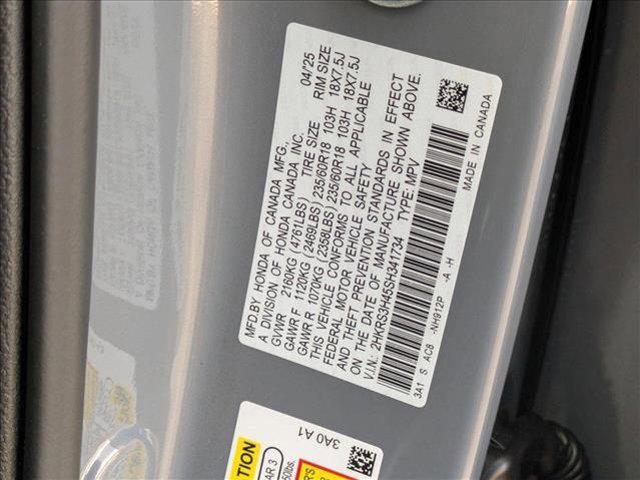 MFD BY HONDA OF CANADA MFG., 04/25
A DIVISION OF HONDA CANADA INC.
GVWR 2160KG (4761LBS) TIRE SIZE RIM SIZE
GAWR F 1120KG (2469LBS) 235/60R18 103H 18X7.5J
GAWR R 1070KG (2358LBS) 235/60R18 103H 18X7.5J
THIS VEHICLE CONFORMS TO ALL APPLICABLE
FEDERAL MOTOR VEHICLE SAFETY
AND THEFT PREVENTION STANDARDS IN EFFECT
ON THE DATE OF MANUFACTURE SHOWN ABOVE.
V.I.N.: 2HKRS3H45SH341734 TYPE: MPV
3A1 S AC8 -NH912P -A -H
MADE IN CANADA
3A0 A1